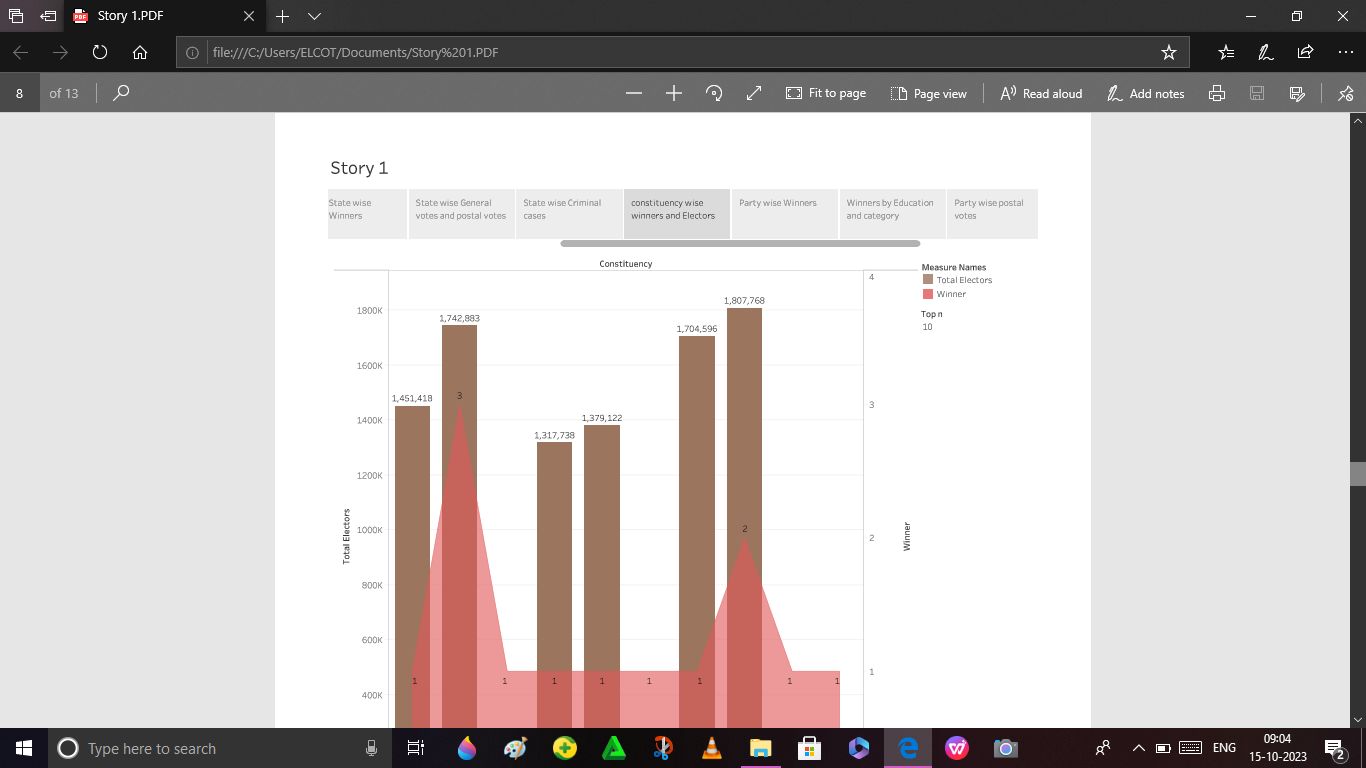 Story 1.PDF
file:///C:/Users/ELCOT/Documents/Story%201.PDF
8 of 13
Fit to page
Page view
Read aloud
Add notes
Story 1
State wise
Winners
State wise General
votes and postal votes
State wise Criminal
cases
constituency wise
winners and Electors
Party wise Winners
Winners by Education
and category
Party wise postal
votes
Constituency
Measure Names
Total Electors
Winner
Top n
10
1800K
1600K
1400K
1200K
1000K
800K
600K
400K
Total Electors
1,451,418
1,742,883
1,317,738
1,379,122
1,704,596
1,807,768
3
2
1 1 1 1 1 1 1 1
4
3
2
1
Winner
Type here to search
ENG
09:04
15-10-2023
2